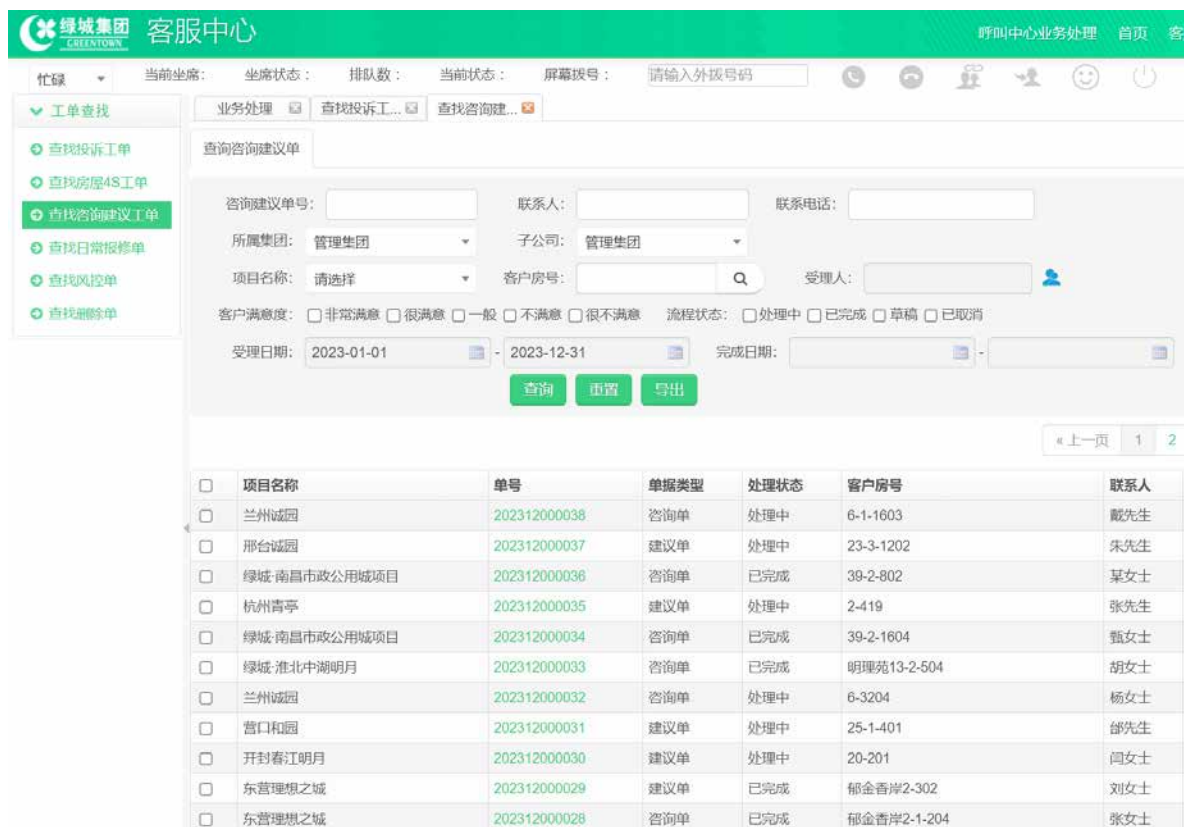 绿城集团 GREENTOWN 客服中心 呼叫中心业务处理 首页 客
忙碌 当前坐席: 坐席状态: 排队数: 当前状态: 屏幕拨号: 请输入外拨号码
工单查找 业务处理 查找投诉工... 查找咨询建...
查找投诉工单 查询咨询建议单
查找房屋4S工单
查找咨询建议工单 咨询建议单号: 联系人: 联系电话:
查找日常报修单 所属集团: 管理集团 子公司: 管理集团
查找风控单 项目名称: 请选择 客户房号: 受理人:
查找删除单 客户满意度: 非常满意 很满意 一般 不满意 很不满意 流程状态: 处理中 已完成 草稿 已取消
受理日期: 2023-01-01 - 2023-12-31 完成日期: -
查询 重置 导出
«上一页 1 2
项目名称 单号 单据类型 处理状态 客户房号 联系人
兰州诚园 202312000038 咨询单 处理中 6-1-1603 戴先生
邢台诚园 202312000037 建议单 处理中 23-3-1202 朱先生
绿城·南昌市政公用城项目 202312000036 咨询单 已完成 39-2-802 某女士
杭州青亭 202312000035 建议单 处理中 2-419 张先生
绿城·南昌市政公用城项目 202312000034 咨询单 已完成 39-2-1604 甄女士
绿城·淮北中湖明月 202312000033 咨询单 已完成 明理苑13-2-504 胡女士
兰州诚园 202312000032 咨询单 处理中 6-3204 杨女士
营口和园 202312000031 建议单 处理中 25-1-401 邰先生
开封春江明月 202312000030 建议单 处理中 20-201 闫女士
东营理想之城 202312000029 建议单 已完成 郁金香岸2-302 刘女士
东营理想之城 202312000028 咨询单 已完成 郁金香岸2-1-204 张女士